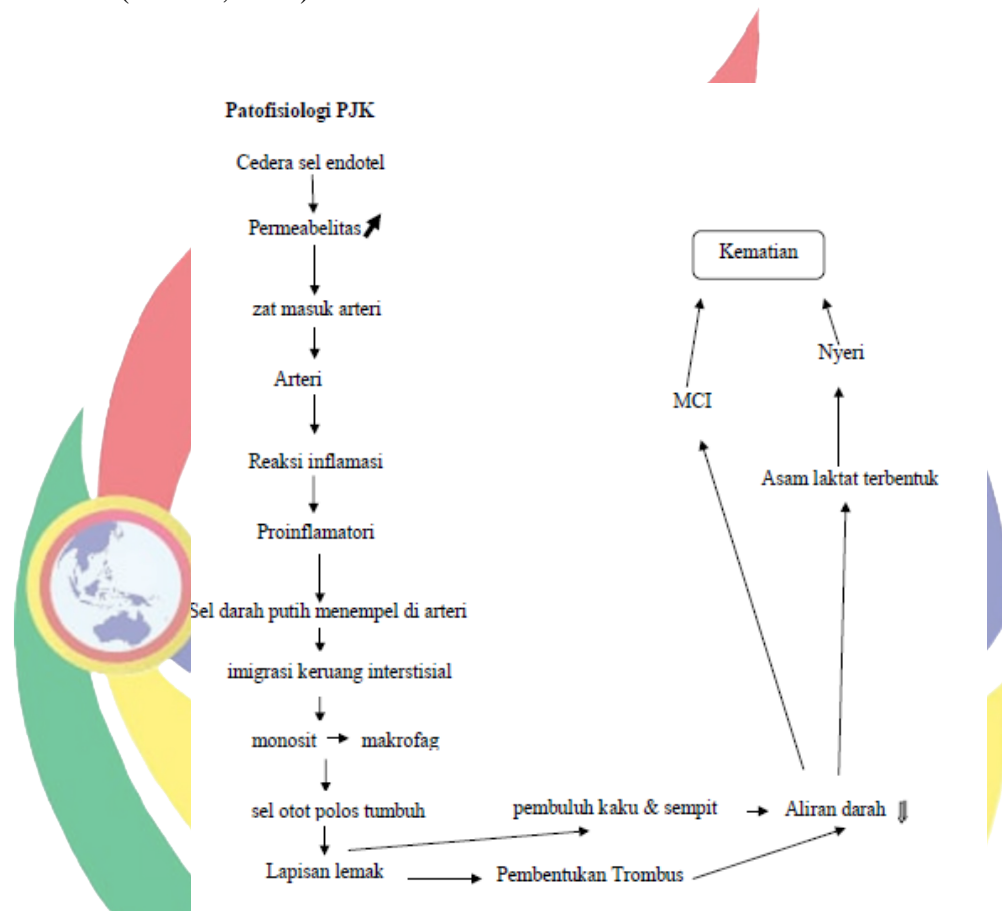 Patofisiologi PJK
Cedera sel endotel
Permeabelitas
zat masuk arteri
Arteri
Reaksi inflamasi
Proinflamatori
Sel darah putih menempel di arteri
imigrasi keruang interstisial
monosit makrofag
sel otot polos tumbuh
Lapisan lemak
pembuluh kaku & sempit
Pembentukan Trombus
Aliran darah
MCI
Asam laktat terbentuk
Nyeri
Kematian